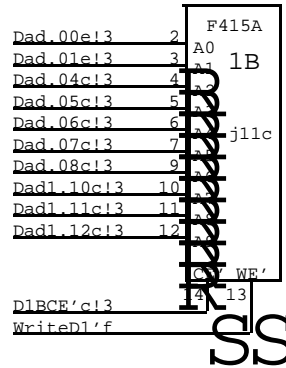 F415A
Dad.00e!3 2 A0 1B
Dad.01e!3 3 A1
Dad.04c!3 4
Dad.05c!3 5 j11c
Dad.06c!3 6
Dad.07c!3 7
Dad.08c!3 9
Dad1.10c!3 10
Dad1.11c!3 11
Dad1.12c!3 12
WE'
D1BCE'c!3 14 13
WriteD1'f
SS